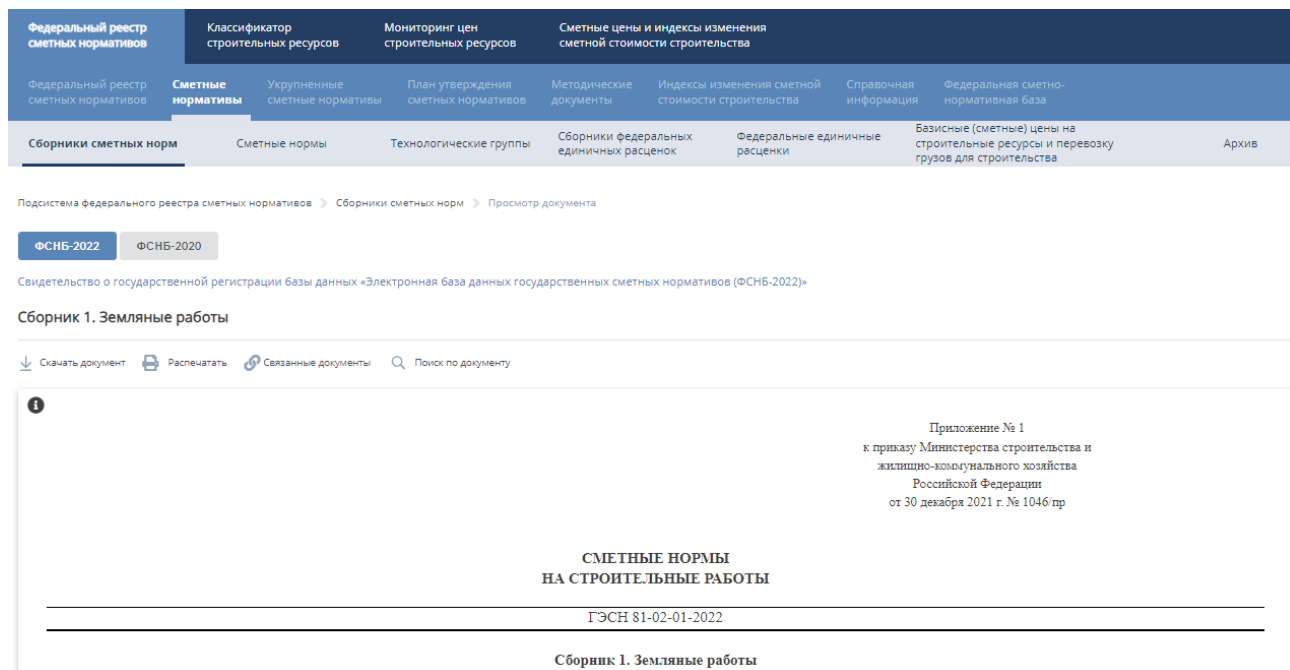 Федеральный реестр
сметных нормативов
Классификатор
строительных ресурсов
Мониторинг цен
строительных ресурсов
Сметные цены и индексы изменения
сметной стоимости строительства
Федеральный реестр
сметных нормативов
Сметные
нормативы
Укрупненные
сметные нормативы
План утверждения
сметных нормативов
Методические
документы
Индексы изменения сметной
стоимости строительства
Справочная
информация
Федеральная сметно-
нормативная база
Сборники сметных норм
Сметные нормы
Технологические группы
Сборники федеральных
единичных расценок
Федеральные единичные
расценки
Базисные (сметные) цены на
строительные ресурсы и перевозку
грузов для строительства
Архив
Подсистема федерального реестра сметных нормативов > Сборники сметных норм > Просмотр документа
ФСНБ-2022
ФСНБ-2020
Свидетельство о государственной регистрации базы данных «Электронная база данных государственных сметных нормативов (ФСНБ-2022)»
Сборник 1. Земляные работы
Скачать документ
Распечатать
Связанные документы
Поиск по документу
Приложение № 1
к приказу Министерства строительства и
жилищно-коммунального хозяйства
Российской Федерации
от 30 декабря 2021 г. № 1046/пр
СМЕТНЫЕ НОРМЫ
НА СТРОИТЕЛЬНЫЕ РАБОТЫ
ГЭСН 81-02-01-2022
Сборник 1. Земляные работы